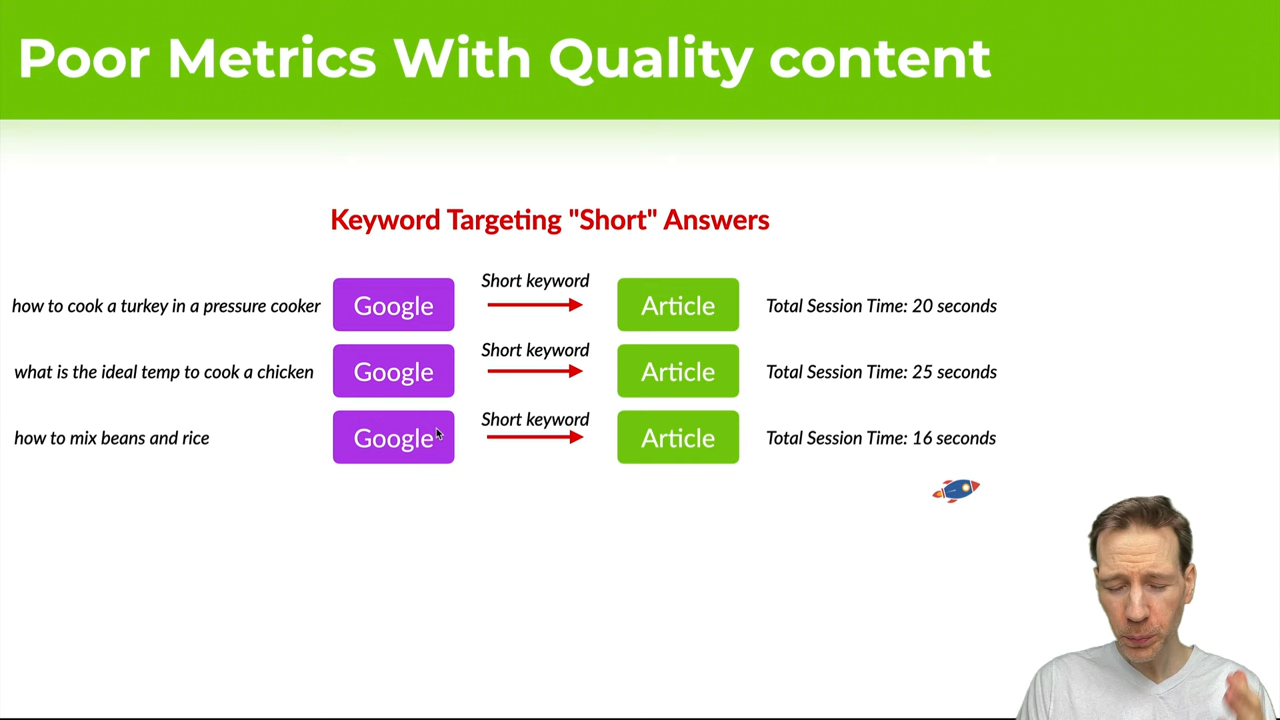 Poor Metrics With Quality content
Keyword Targeting "Short" Answers
how to cook a turkey in a pressure cooker Google Short keyword Article Total Session Time: 20 seconds
what is the ideal temp to cook a chicken Google Short keyword Article Total Session Time: 25 seconds
how to mix beans and rice Google Short keyword Article Total Session Time: 16 seconds